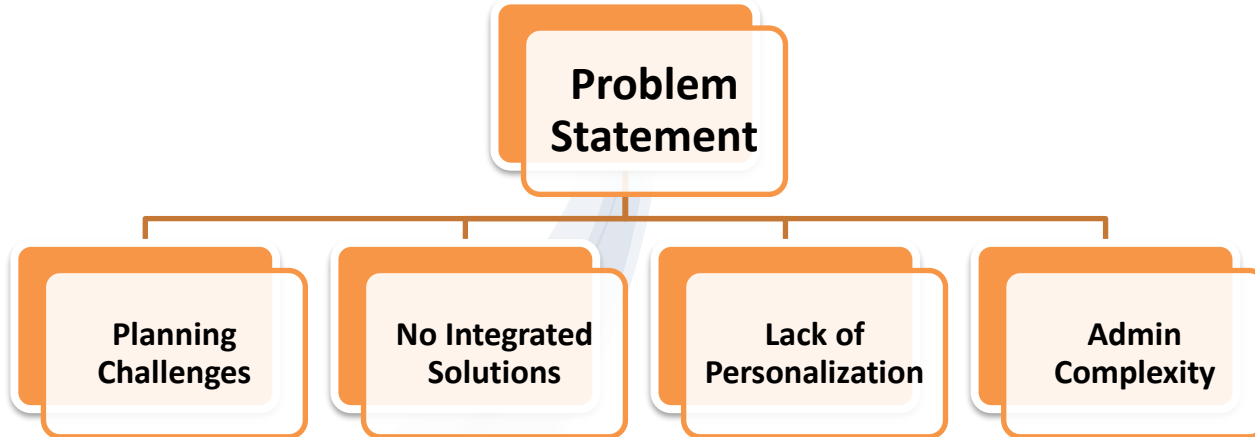 Problem
Statement
Planning
Challenges
No Integrated
Solutions
Lack of
Personalization
Admin
Complexity